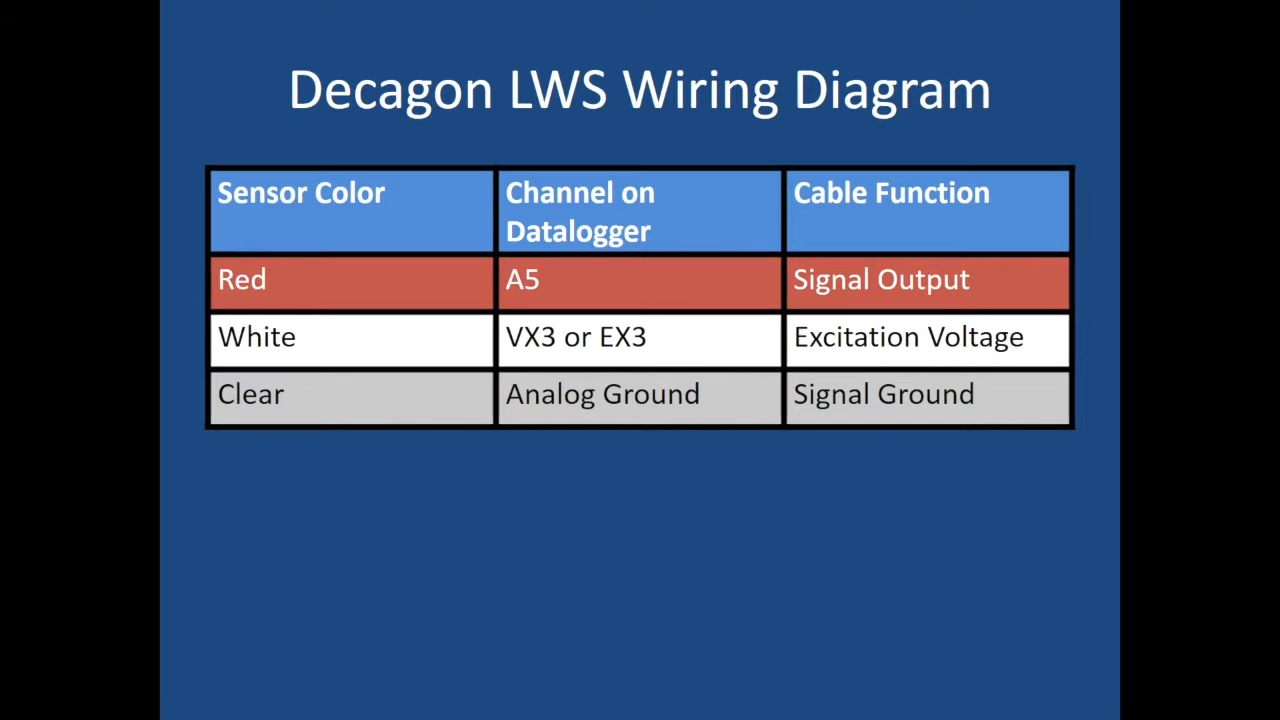 Decagon LWS Wiring Diagram
Sensor Color
Channel on
Datalogger
Cable Function
Red
A5
Signal Output
White
VX3 or EX3
Excitation Voltage
Clear
Analog Ground
Signal Ground